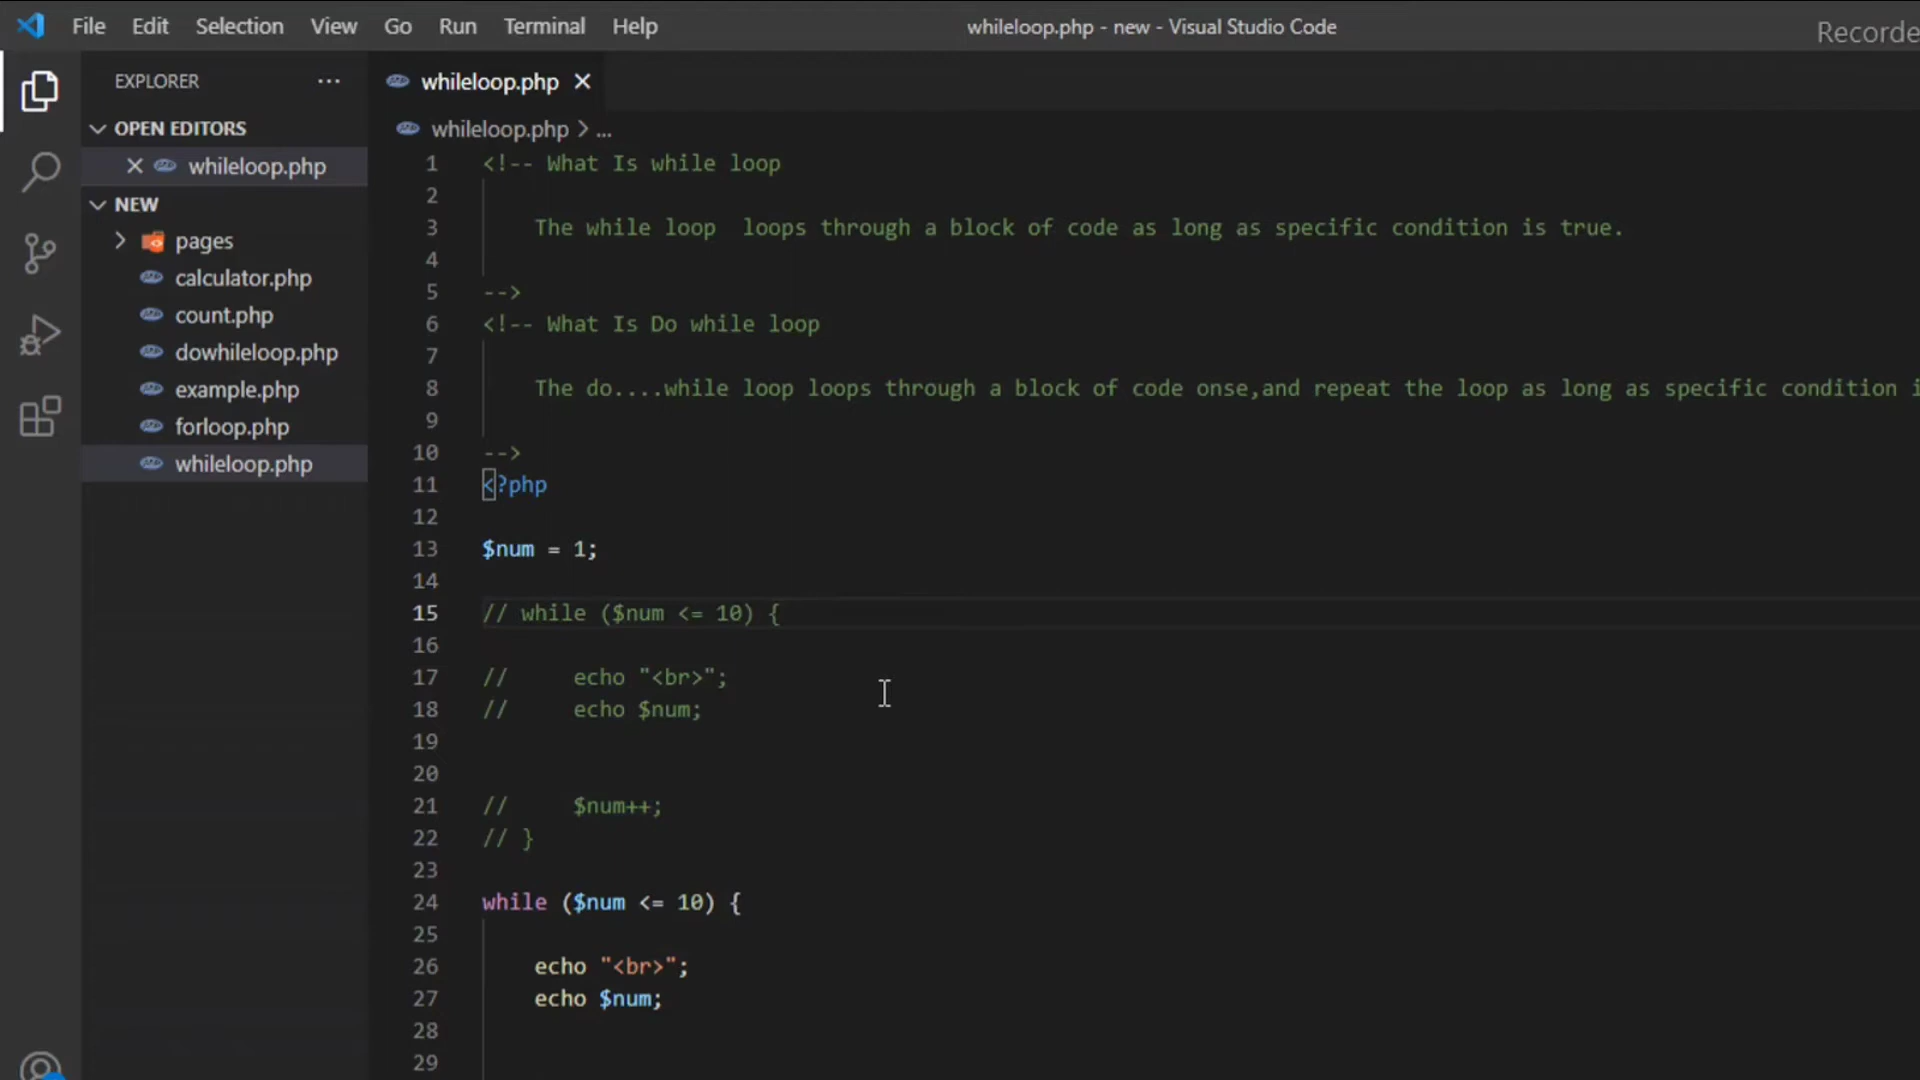 File Edit Selection View Go Run Terminal Help
whileloop.php - new - Visual Studio Code
Recorde
EXPLORER
OPEN EDITORS
whileloop.php
NEW
pages
calculator.php
count.php
dowhileloop.php
example.php
forloop.php
whileloop.php
whileloop.php
whileloop.php > ...
1 <!-- What Is while loop
2
3 The while loop  loops through a block of code as long as specific condition is true.
4
5 -->
6 <!-- What Is Do while loop
7
8 The do....while loop loops through a block of code onse,and repeat the loop as long as specific condition i
9
10 -->
11 <?php
12
13 $num = 1;
14
15 // while ($num <= 10) {
16
17 //     echo "<br>";
18 //     echo $num;
19
20
21 //     $num++;
22 // }
23
24 while ($num <= 10) {
25
26     echo "<br>";
27     echo $num;
28
29